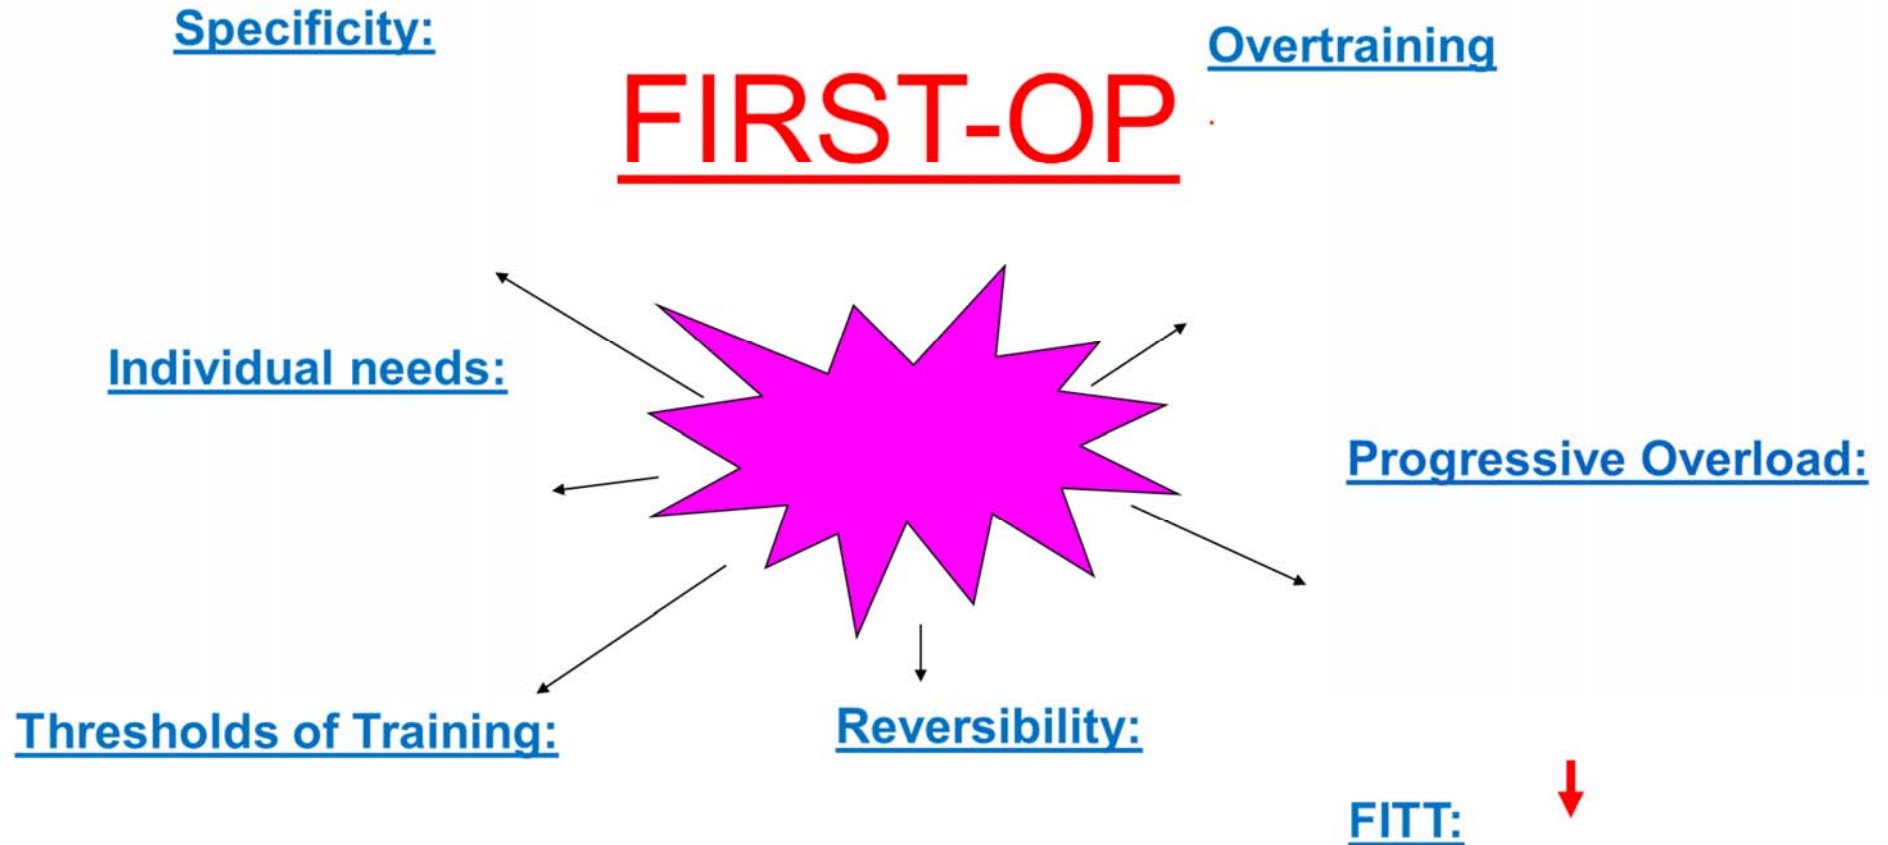 Specificity:
Overtraining
FIRST-OP
Individual needs:
Progressive Overload:
Thresholds of Training:
Reversibility:
FITT: